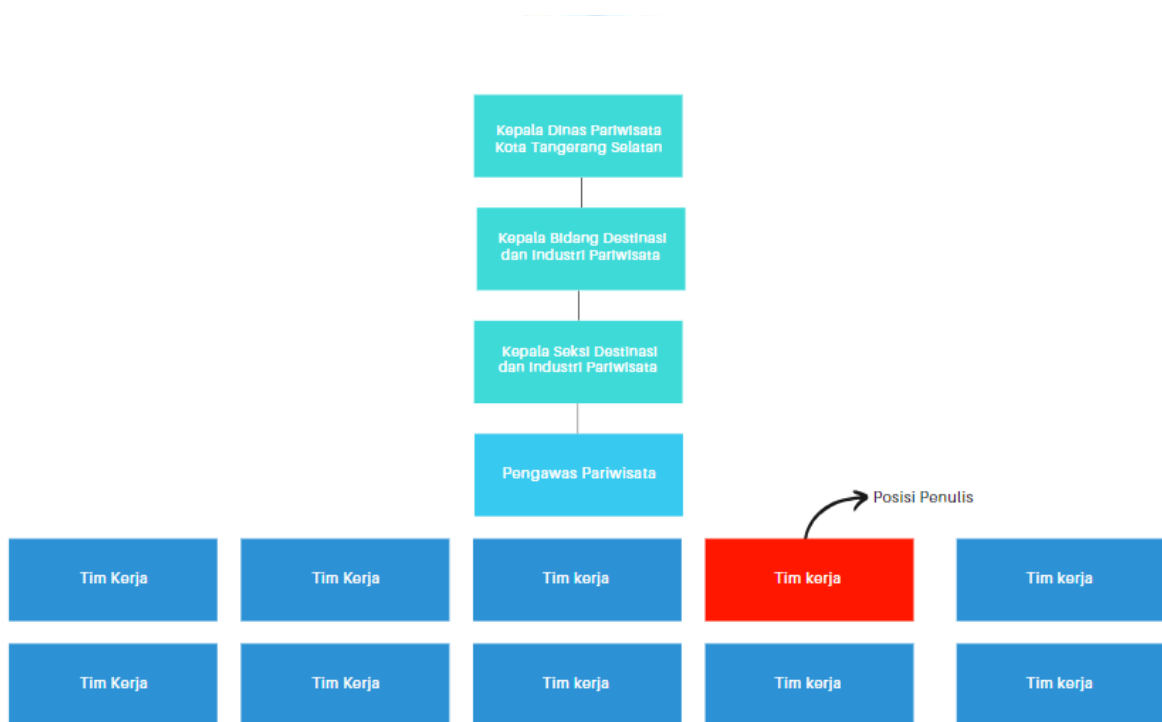 Kepala Dinas Pariwisata
Kota Tangerang Selatan
Kepala Bidang Destinasi
dan Industri Pariwisata
Kepala Seksi Destinasi
dan Industri Pariwisata
Pengawas Pariwisata
Posisi Penulis
Tim Kerja
Tim Kerja
Tim kerja
Tim kerja
Tim kerja
Tim Kerja
Tim Kerja
Tim kerja
Tim kerja
Tim kerja